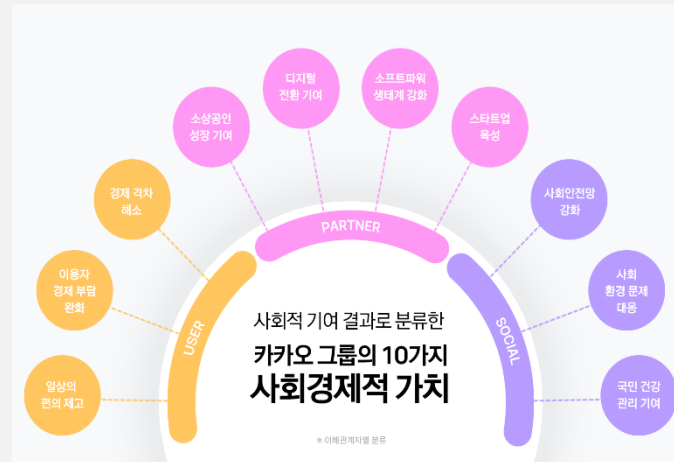 디지털
전환 기여
소프트파워
생태계 강화
소상공인
성장 기여
스타트업
육성
경제 격차
해소
사회안전망
강화
이용자
경제 부담
완화
사회
환경 문제
대응
일상의
편의 제고
국민 건강
관리 기여
PARTNER
USER
SOCIAL
사회적 기여 결과로 분류한
카카오 그룹의 10가지
사회경제적 가치
* 이해관계자별 분류